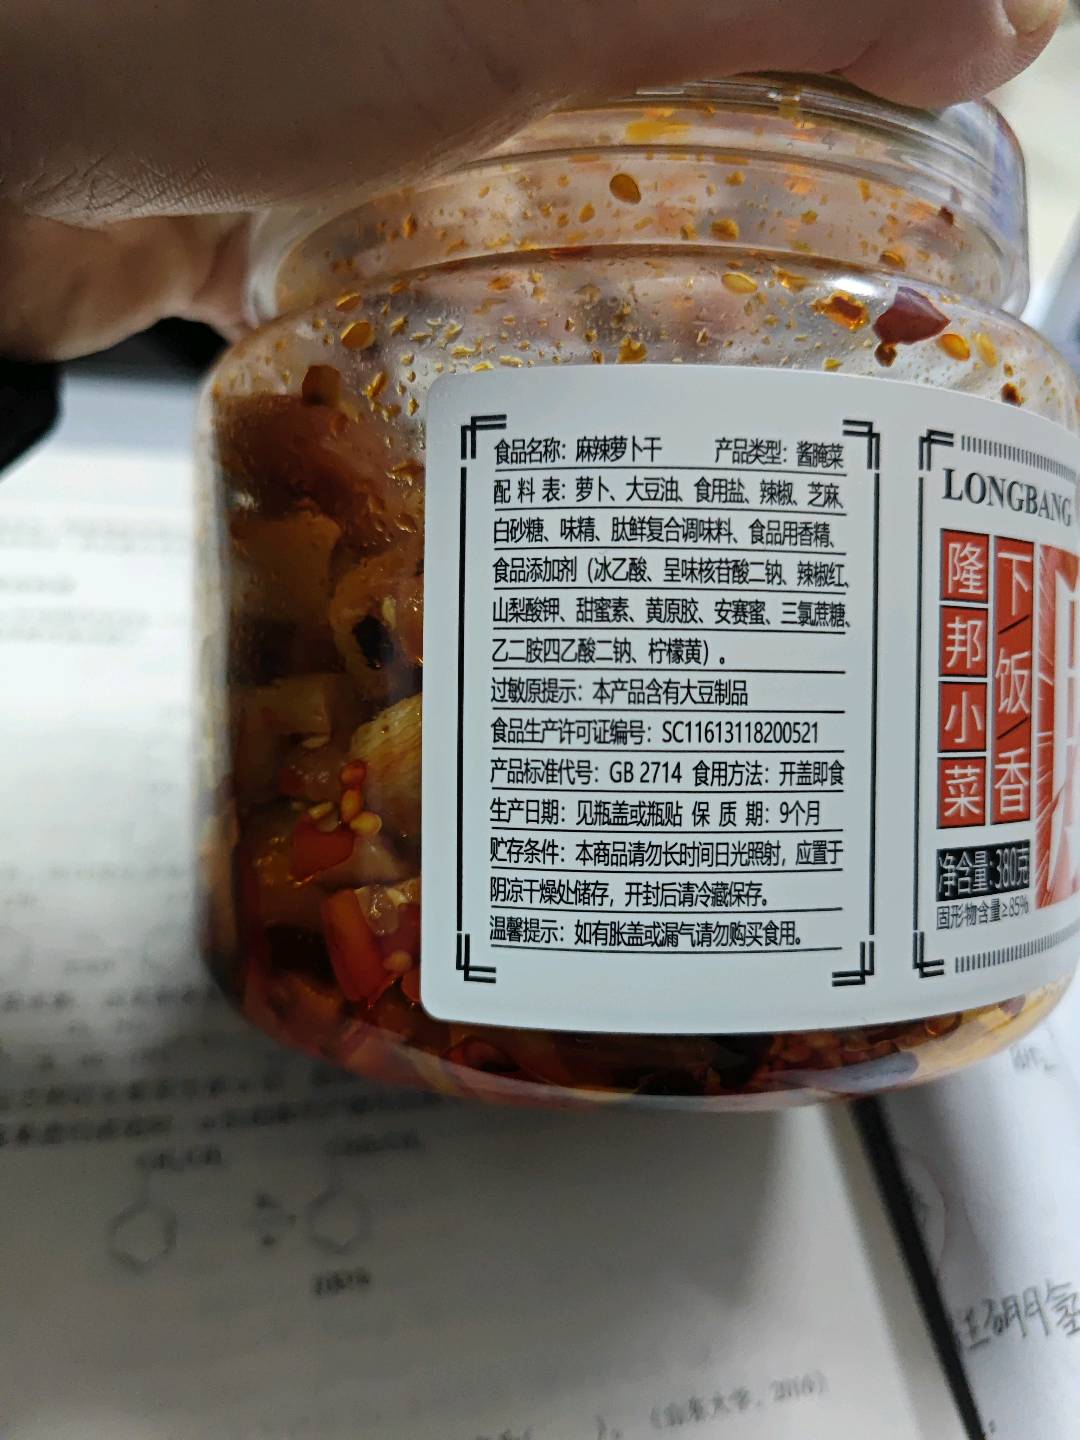 食品名称：麻辣萝卜干 产品类型：酱腌菜
配 料 表：萝卜、大豆油、食用盐、辣椒、芝麻、
白砂糖、味精、肽鲜复合调味料、食品用香精、
食品添加剂（冰乙酸、呈味核苷酸二钠、辣椒红、
山梨酸钾、甜蜜素、黄原胶、安赛蜜、三氯蔗糖、
乙二胺四乙酸二钠、柠檬黄）。
过敏原提示：本产品含有大豆制品
食品生产许可证编号：SC11613118200521
产品标准代号：GB 2714 食用方法：开盖即食
生产日期：见瓶盖或瓶贴 保 质 期：9个月
贮存条件：本商品请勿长时间日光照射，应置于
阴凉干燥处储存，开封后请冷藏保存。
温馨提示：如有胀盖或漏气请勿购买食用。
LONGBANG
隆邦小菜
下/饭/香
净含量：380克
固形物含量≥85%